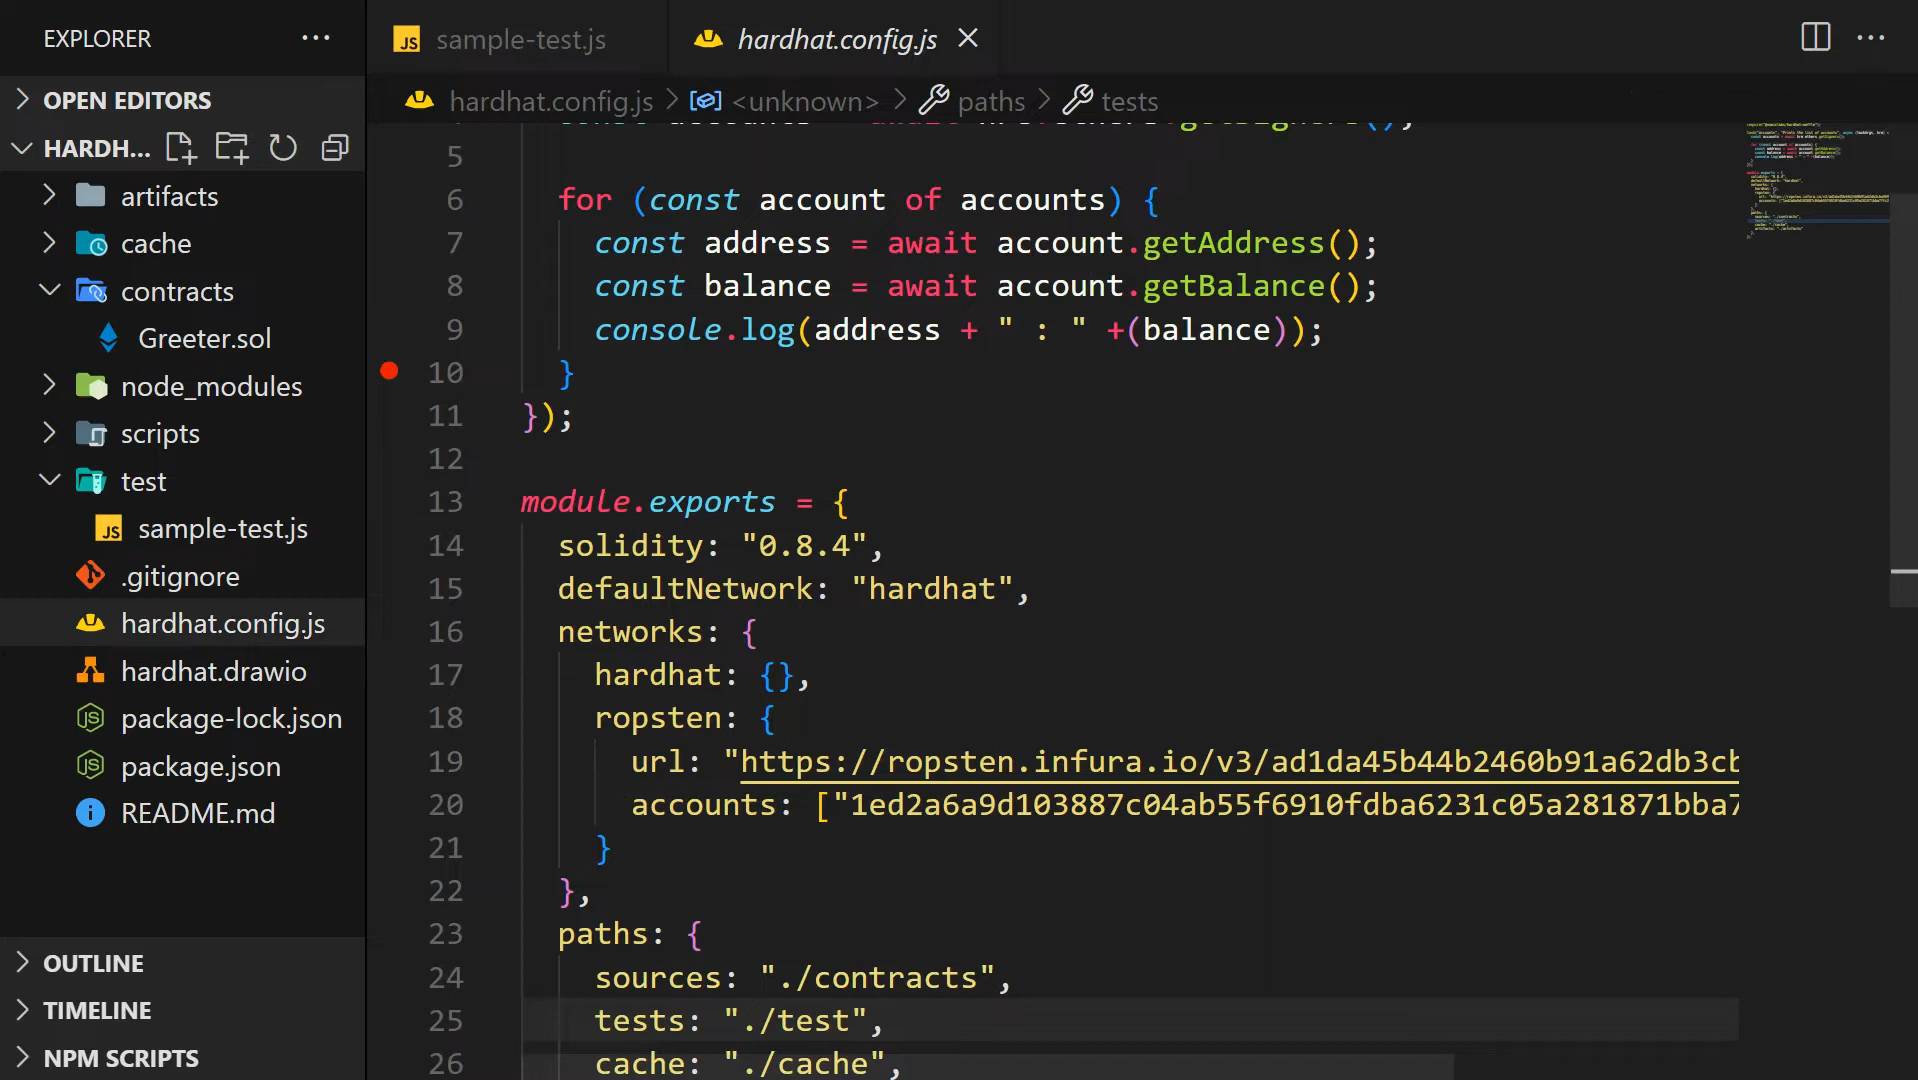 EXPLORER
OPEN EDITORS
HARDH...
artifacts
cache
contracts
Greeter.sol
node_modules
scripts
test
sample-test.js
.gitignore
hardhat.config.js
hardhat.drawio
package-lock.json
package.json
README.md
OUTLINE
TIMELINE
NPM SCRIPTS
sample-test.js
hardhat.config.js
hardhat.config.js > <unknown> > paths > tests
5
6 for (const account of accounts) {
7 const address = await account.getAddress();
8 const balance = await account.getBalance();
9 console.log(address + " : " +(balance));
10 }
11 });
12
13 module.exports = {
14 solidity: "0.8.4",
15 defaultNetwork: "hardhat",
16 networks: {
17 hardhat: {},
18 ropsten: {
19 url: "https://ropsten.infura.io/v3/ad1da45b44b2460b91a62db3cb
20 accounts: ["1ed2a6a9d103887c04ab55f6910fdba6231c05a281871bba7
21 }
22 },
23 paths: {
24 sources: "./contracts",
25 tests: "./test",
26 cache: "./cache",